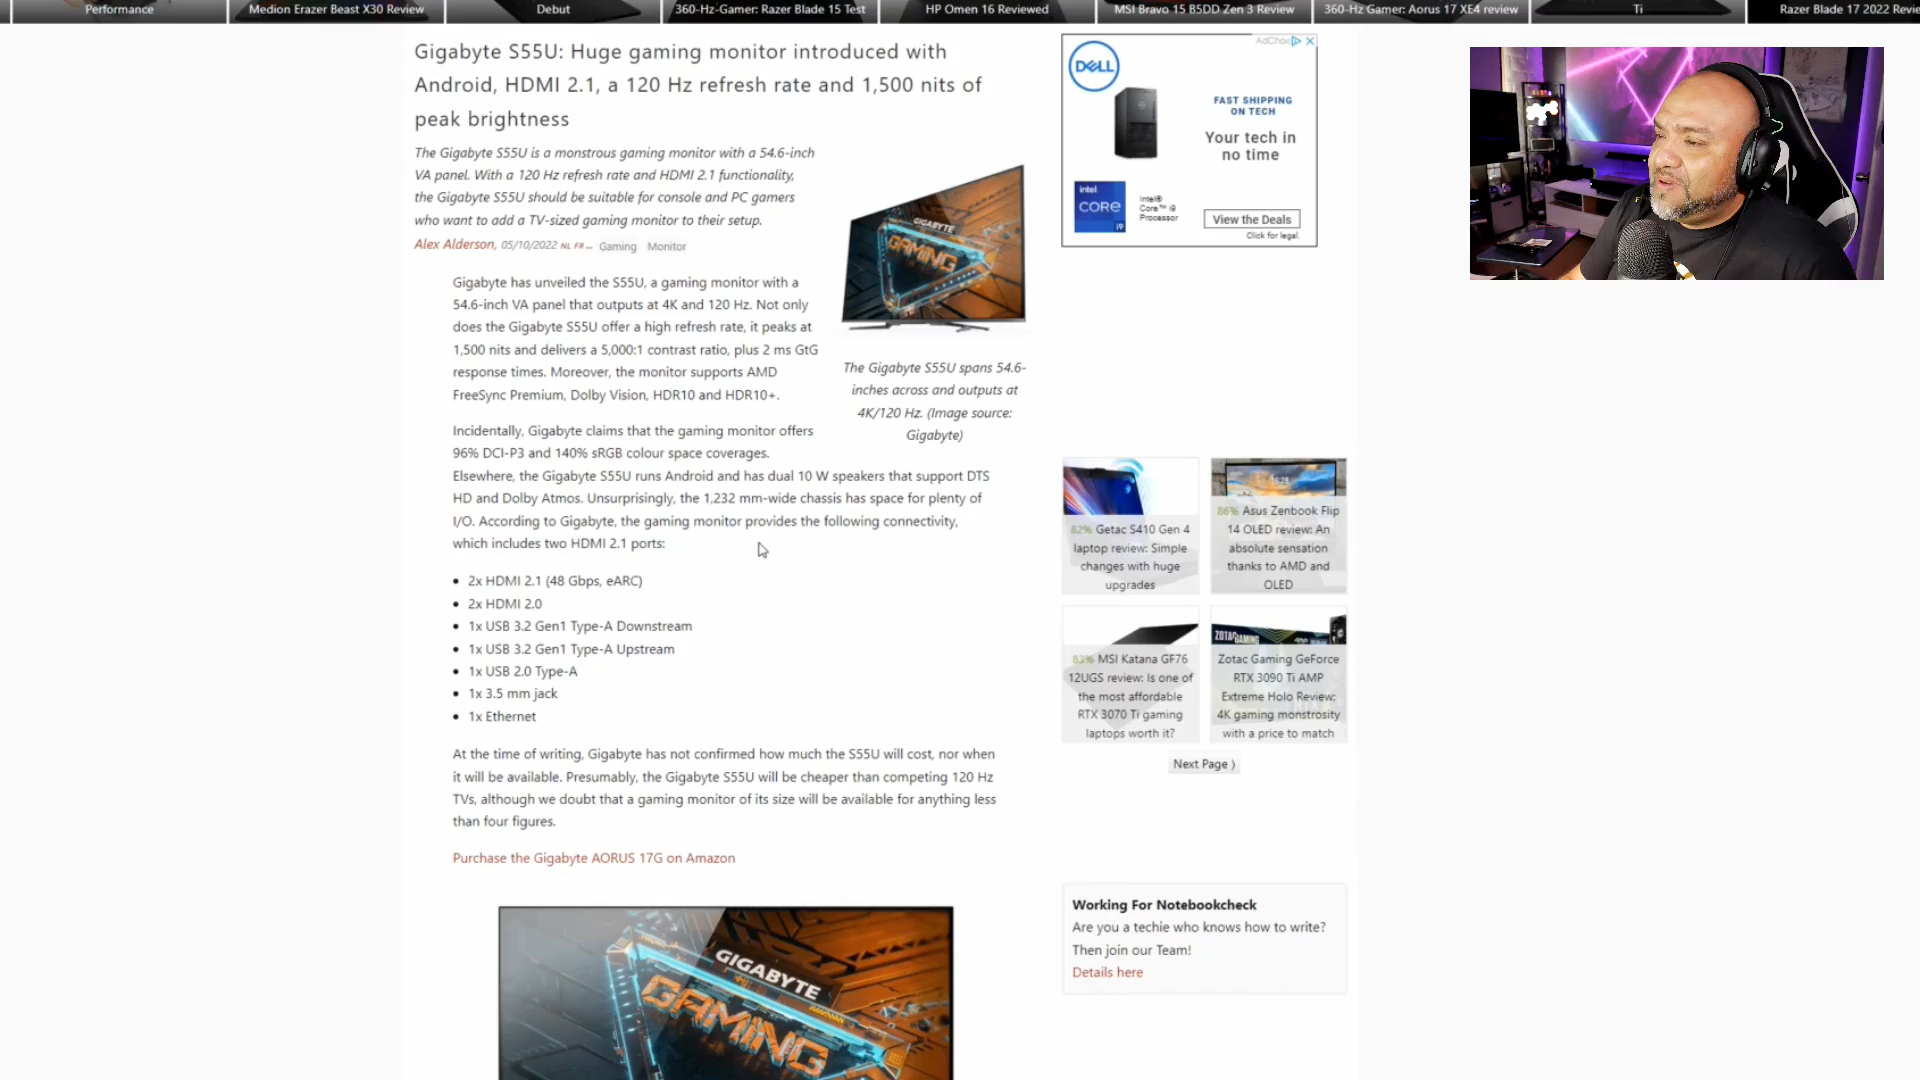 Performance
Medion Erazer Beast X30 Review
Debut
360-Hz-Gamer: Razer Blade 15 Test
HP Omen 16 Reviewed
MSI Bravo 15 B5DD Zen 3 Review
360-Hz Gamer: Aorus 17 XE4 review
Ti
Razer Blade 17 2022 Revie
Gigabyte S55U: Huge gaming monitor introduced with
Android, HDMI 2.1, a 120 Hz refresh rate and 1,500 nits of
peak brightness
The Gigabyte S55U is a monstrous gaming monitor with a 54.6-inch
VA panel. With a 120 Hz refresh rate and HDMI 2.1 functionality,
the Gigabyte S55U should be suitable for console and PC gamers
who want to add a TV-sized gaming monitor to their setup.
Alex Alderson, 05/10/2022 NL FR ... Gaming Monitor
Gigabyte has unveiled the S55U, a gaming monitor with a
54.6-inch VA panel that outputs at 4K and 120 Hz. Not only
does the Gigabyte S55U offer a high refresh rate, it peaks at
1,500 nits and delivers a 5,000:1 contrast ratio, plus 2 ms GtG
response times. Moreover, the monitor supports AMD
FreeSync Premium, Dolby Vision, HDR10 and HDR10+.
GIGABYTE
GAMING
The Gigabyte S55U spans 54.6-
inches across and outputs at
4K/120 Hz. (Image source:
Gigabyte)
Incidentally, Gigabyte claims that the gaming monitor offers
96% DCI-P3 and 140% sRGB colour space coverages.
Elsewhere, the Gigabyte S55U runs Android and has dual 10 W speakers that support DTS
HD and Dolby Atmos. Unsurprisingly, the 1,232 mm-wide chassis has space for plenty of
I/O. According to Gigabyte, the gaming monitor provides the following connectivity,
which includes two HDMI 2.1 ports:
• 2x HDMI 2.1 (48 Gbps, eARC)
• 2x HDMI 2.0
• 1x USB 3.2 Gen1 Type-A Downstream
• 1x USB 3.2 Gen1 Type-A Upstream
• 1x USB 2.0 Type-A
• 1x 3.5 mm jack
• 1x Ethernet
At the time of writing, Gigabyte has not confirmed how much the S55U will cost, nor when
it will be available. Presumably, the Gigabyte S55U will be cheaper than competing 120 Hz
TVs, although we doubt that a gaming monitor of its size will be available for anything less
than four figures.
Purchase the Gigabyte AORUS 17G on Amazon
GIGABYTE
GAMING
AdChoi
DELL
FAST SHIPPING
ON TECH
Your tech in
no time
intel
CORE
i9
Intel®
Core™ i9
Processor
View the Deals
Click for legal.
82% Getac S410 Gen 4
laptop review: Simple
changes with huge
upgrades
86% Asus Zenbook Flip
14 OLED review: An
absolute sensation
thanks to AMD and
OLED
83% MSI Katana GF76
12UGS review: Is one of
the most affordable
RTX 3070 Ti gaming
laptops worth it?
ZOTAC GAMING
Zotac Gaming GeForce
RTX 3090 Ti AMP
Extreme Holo Review:
4K gaming monstrosity
with a price to match
Next Page ⟩
Working For Notebookcheck
Are you a techie who knows how to write?
Then join our Team!
Details here